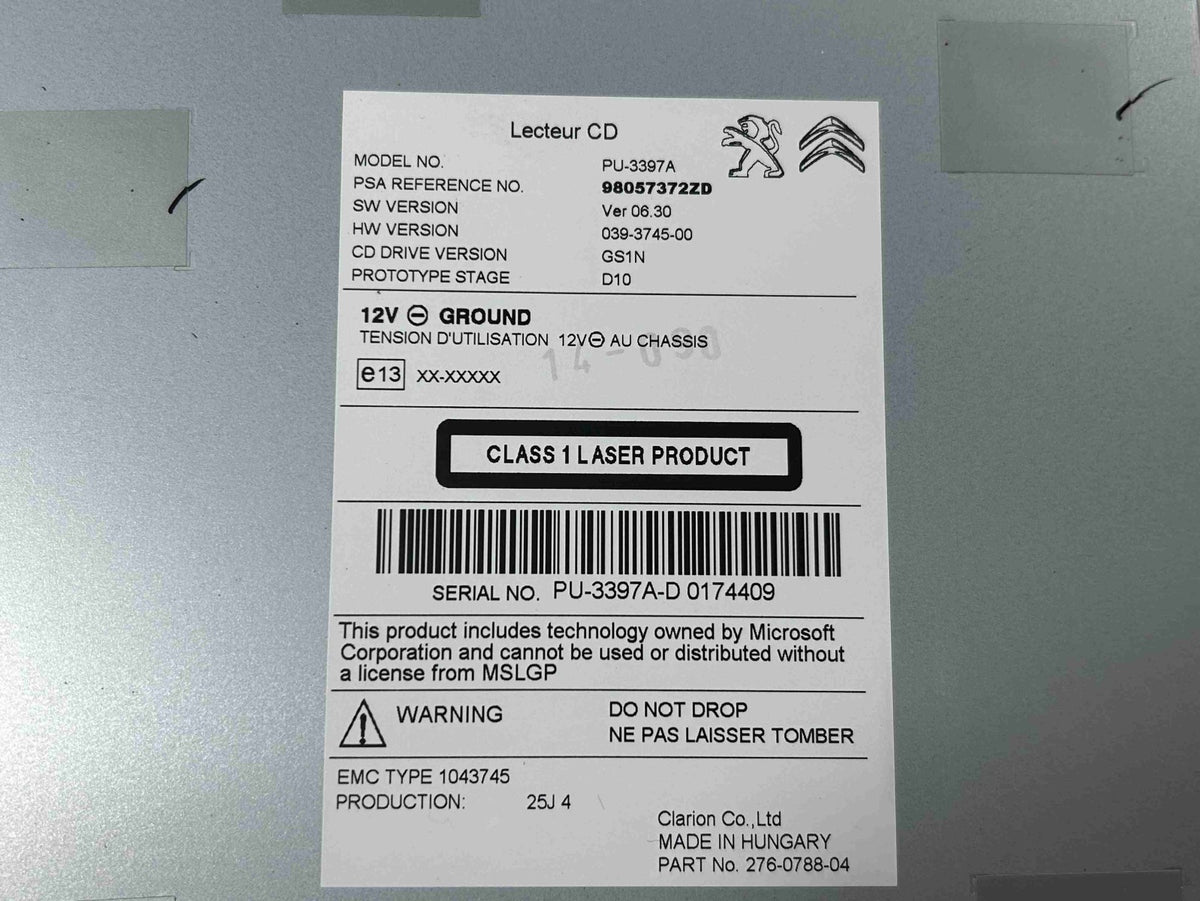 Lecteur CD
MODEL NO. PU-3397A
PSA REFERENCE NO. 98057372ZD
SW VERSION Ver 06.30
HW VERSION 039-3745-00
CD DRIVE VERSION GS1N
PROTOTYPE STAGE D10
12V ⊖ GROUND
TENSION D'UTILISATION 12V⊖ AU CHASSIS
14-090
e13 XX-XXXXX
CLASS 1 LASER PRODUCT
SERIAL NO. PU-3397A-D 0174409
This product includes technology owned by Microsoft
Corporation and cannot be used or distributed without
a license from MSLGP
WARNING DO NOT DROP
NE PAS LAISSER TOMBER
EMC TYPE 1043745
PRODUCTION: 25J 4
Clarion Co.,Ltd
MADE IN HUNGARY
PART No. 276-0788-04